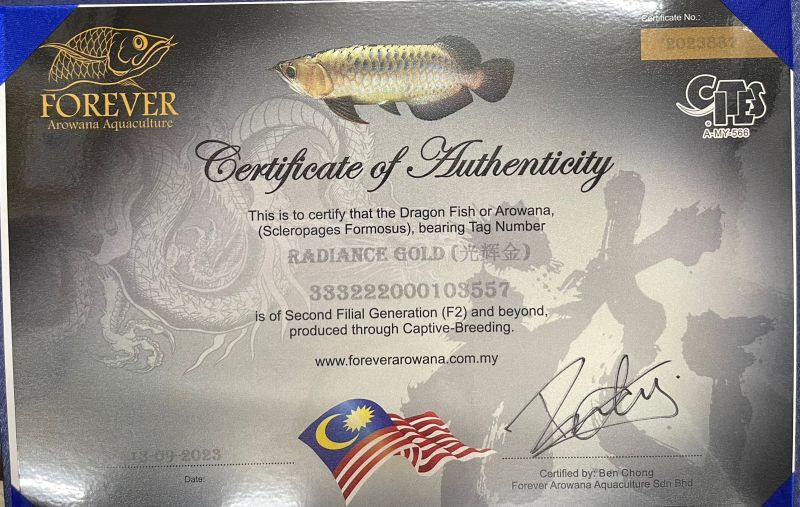 Certificate No.:
2023887
FOREVER
Arowana Aquaculture
CITES
A-MY-566
Certificate of Authenticity
This is to certify that the Dragon Fish or Arowana,
(Scleropages Formosus), bearing Tag Number
RADIANCE GOLD (光辉金)
333222000103557
is of Second Filial Generation (F2) and beyond,
produced through Captive-Breeding.
www.foreverarowana.com.my
13-09-2023
Date:
Certified by: Ben Chong
Forever Arowana Aquaculture Sdn Bhd